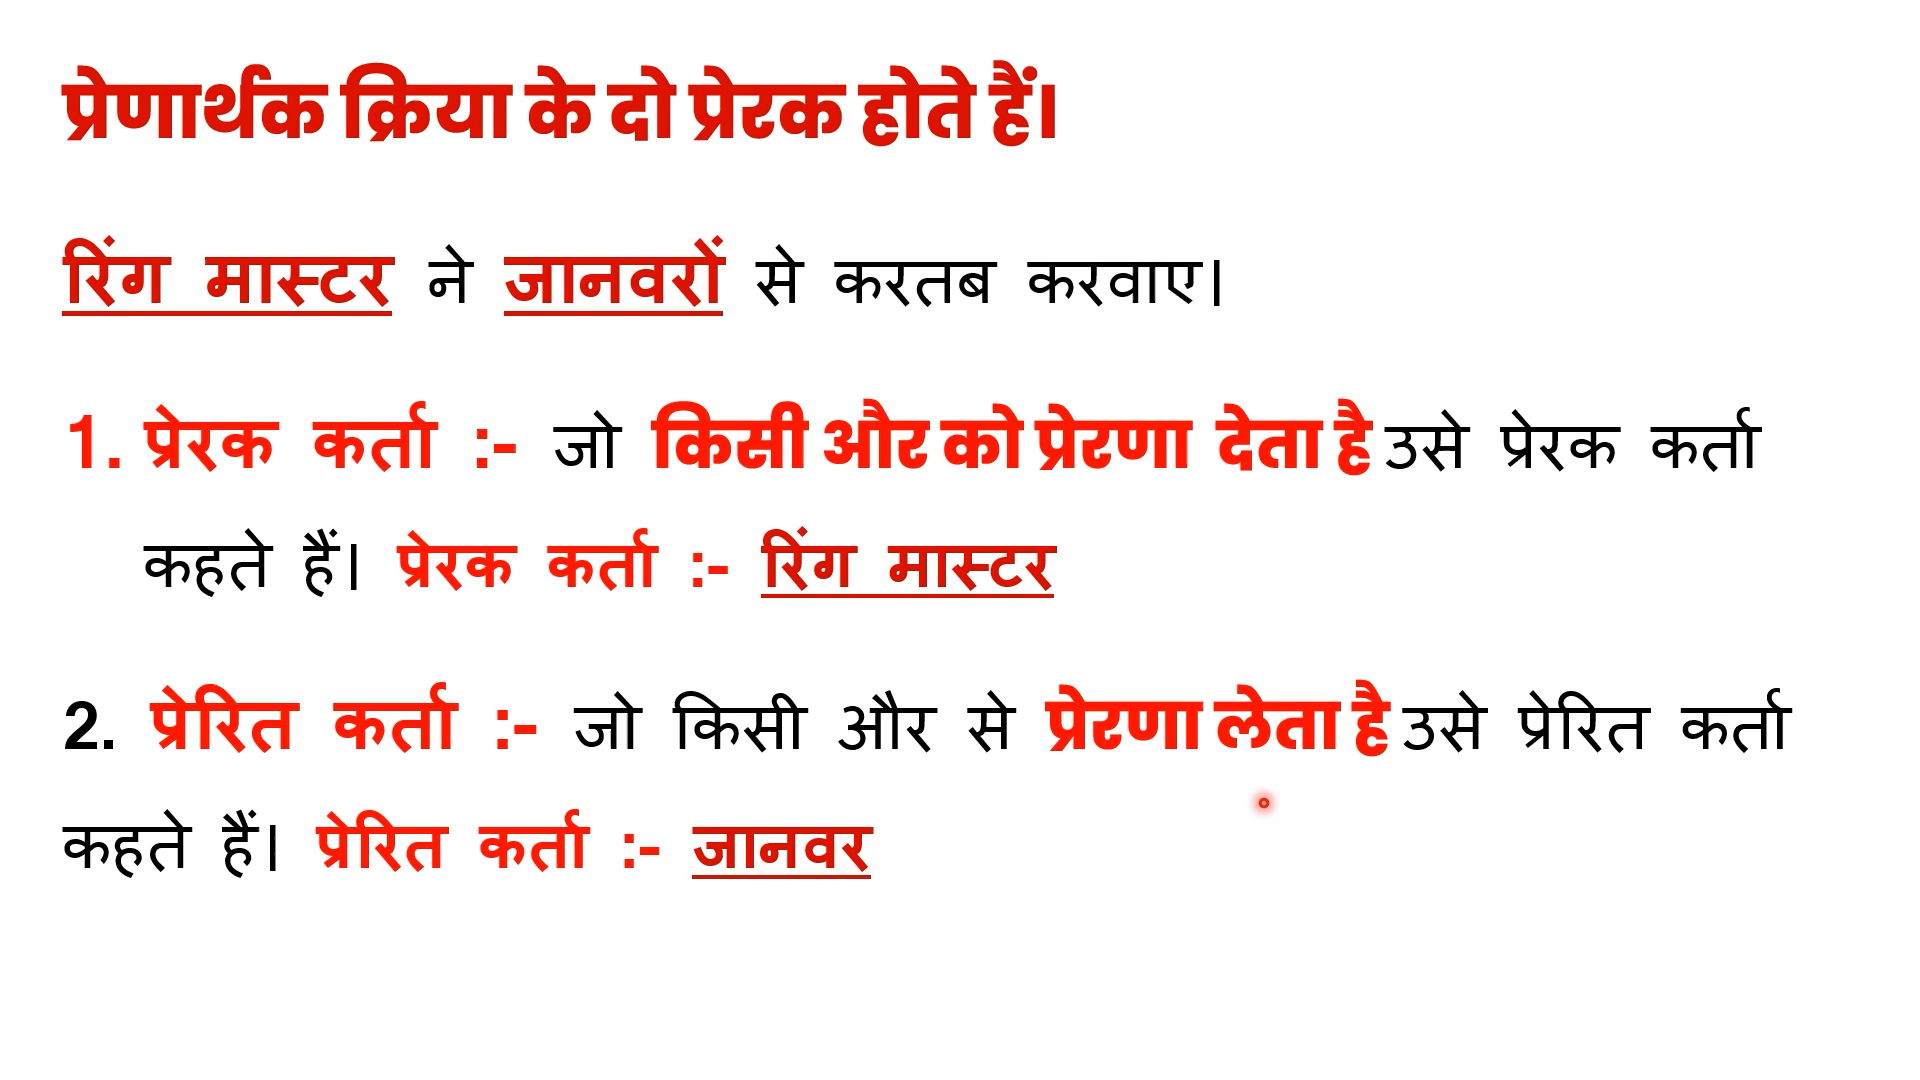 प्रेणार्थक क्रिया के दो प्रेरक होते हैं।
रिंग मास्टर ने जानवरों से करतब करवाए।
1. प्रेरक कर्ता :- जो किसी और को प्रेरणा देता है उसे प्रेरक कर्ता
कहते हैं। प्रेरक कर्ता :- रिंग मास्टर
2. प्रेरित कर्ता :- जो किसी और से प्रेरणा लेता है उसे प्रेरित कर्ता
कहते हैं। प्रेरित कर्ता :- जानवर